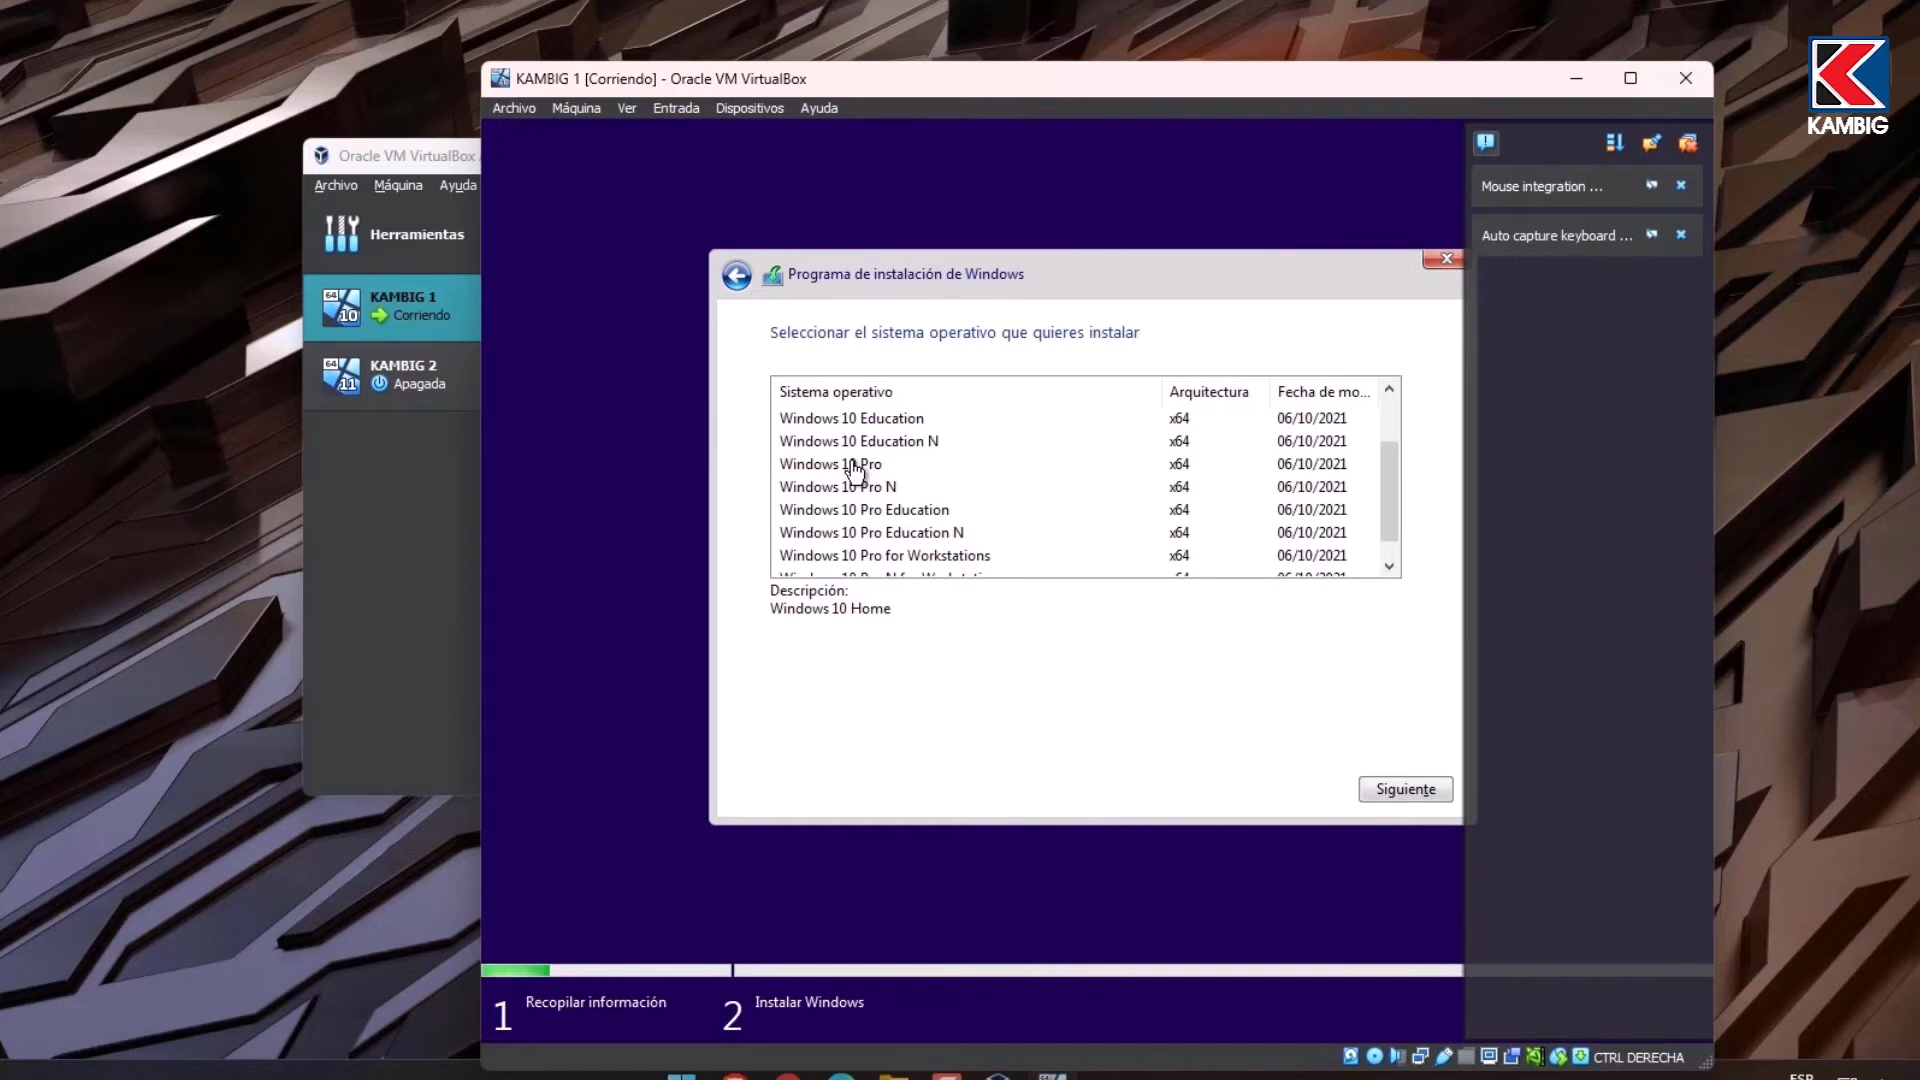 KAMBIG
KAMBIG 1 [Corriendo] - Oracle VM VirtualBox
Archivo Máquina Ver Entrada Dispositivos Ayuda
Oracle VM VirtualBox
Archivo Máquina Ayuda
Herramientas
64
10
KAMBIG 1
Corriendo
64
11
KAMBIG 2
Apagada
Mouse integration ...
Auto capture keyboard ...
Programa de instalación de Windows
Seleccionar el sistema operativo que quieres instalar
Sistema operativo Arquitectura Fecha de mo...
Windows 10 Education x64 06/10/2021
Windows 10 Education N x64 06/10/2021
Windows 10 Pro x64 06/10/2021
Windows 10 Pro N x64 06/10/2021
Windows 10 Pro Education x64 06/10/2021
Windows 10 Pro Education N x64 06/10/2021
Windows 10 Pro for Workstations x64 06/10/2021
Descripción:
Windows 10 Home
Siguiente
1 Recopilar información
2 Instalar Windows
CTRL DERECHA
ESP